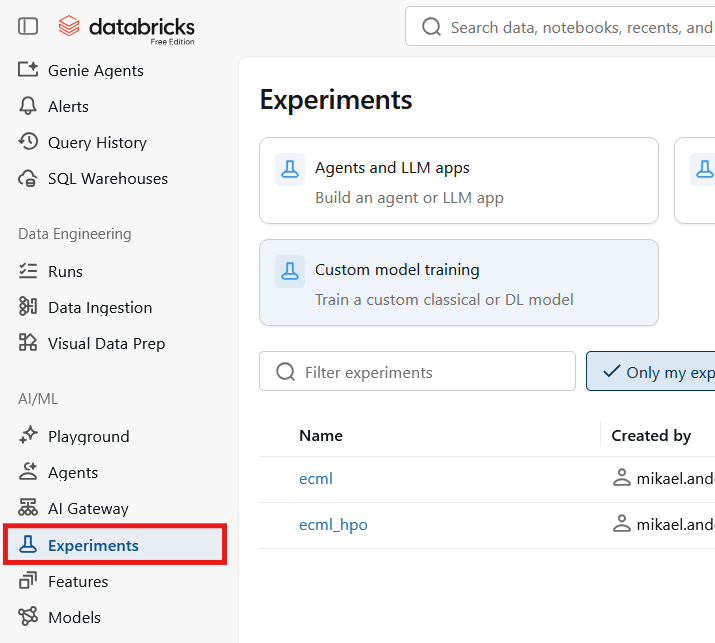 databricks
Free Edition
Search data, notebooks, recents, and
Genie Agents
Alerts
Query History
SQL Warehouses
Data Engineering
Runs
Data Ingestion
Visual Data Prep
AI/ML
Playground
Agents
AI Gateway
Experiments
Features
Models
Experiments
Agents and LLM apps
Build an agent or LLM app
Custom model training
Train a custom classical or DL model
Filter experiments
Only my exp
Name
Created by
ecml
mikael.and
ecml_hpo
mikael.and